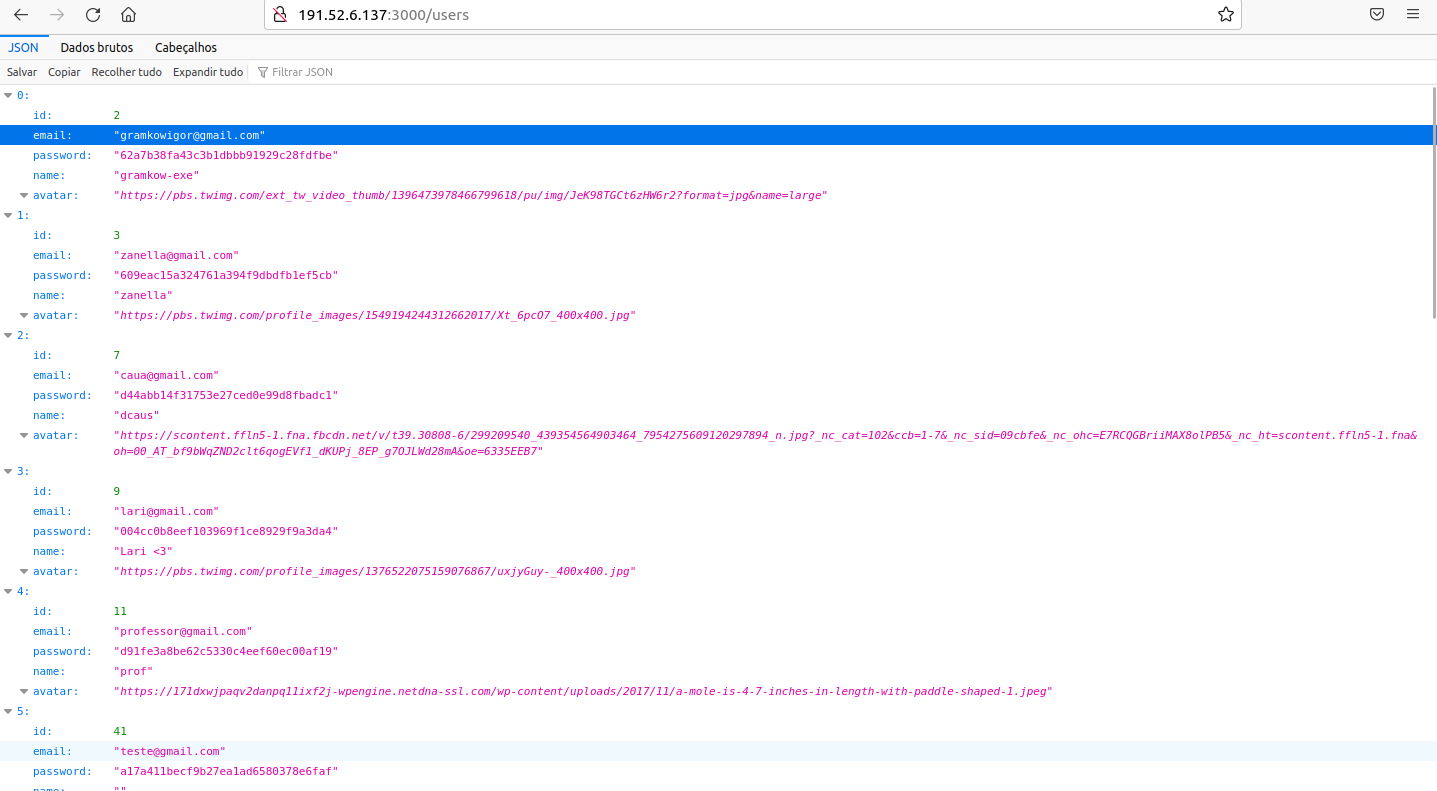 191.52.6.137:3000/users
JSON Dados brutos Cabeçalhos
Salvar Copiar Recolher tudo Expandir tudo Filtrar JSON
0:
id: 2
email: "gramkowigor@gmail.com"
password: "62a7b38fa43c3b1dbbb91929c28fdfbe"
name: "gramkow-exe"
avatar: "https://pbs.twimg.com/ext_tw_video_thumb/1396473978466799618/pu/img/JeK98TGCt6zHW6r2?format=jpg&name=large"
1:
id: 3
email: "zanella@gmail.com"
password: "609eac15a324761a394f9dbdfb1ef5cb"
name: "zanella"
avatar: "https://pbs.twimg.com/profile_images/1549194244312662017/Xt_6pcO7_400x400.jpg"
2:
id: 7
email: "caua@gmail.com"
password: "d44abb14f31753e27ced0e99d8fbadc1"
name: "dcaus"
avatar: "https://scontent.ffln5-1.fna.fbcdn.net/v/t39.30808-6/299209540_439354564903464_7954275609120297894_n.jpg?_nc_cat=102&ccb=1-7&_nc_sid=09cbfe&_nc_ohc=E7RCQGBriiMAX8olPB5&_nc_ht=scontent.ffln5-1.fna&
oh=00_AT_bf9bWqZND2clt6qogEVf1_dKUPj_8EP_g7OJLWd28mA&oe=6335EEB7"
3:
id: 9
email: "lari@gmail.com"
password: "004cc0b8eef103969f1ce8929f9a3da4"
name: "Lari <3"
avatar: "https://pbs.twimg.com/profile_images/1376522075159076867/uxjyGuy-_400x400.jpg"
4:
id: 11
email: "professor@gmail.com"
password: "d91fe3a8be62c5330c4eef60ec00af19"
name: "prof"
avatar: "https://171dxwjpaqv2danpq11ixf2j-wpengine.netdna-ssl.com/wp-content/uploads/2017/11/a-mole-is-4-7-inches-in-length-with-paddle-shaped-1.jpeg"
5:
id: 41
email: "teste@gmail.com"
password: "a17a411becf9b27ea1ad6580378e6faf"
name: ""